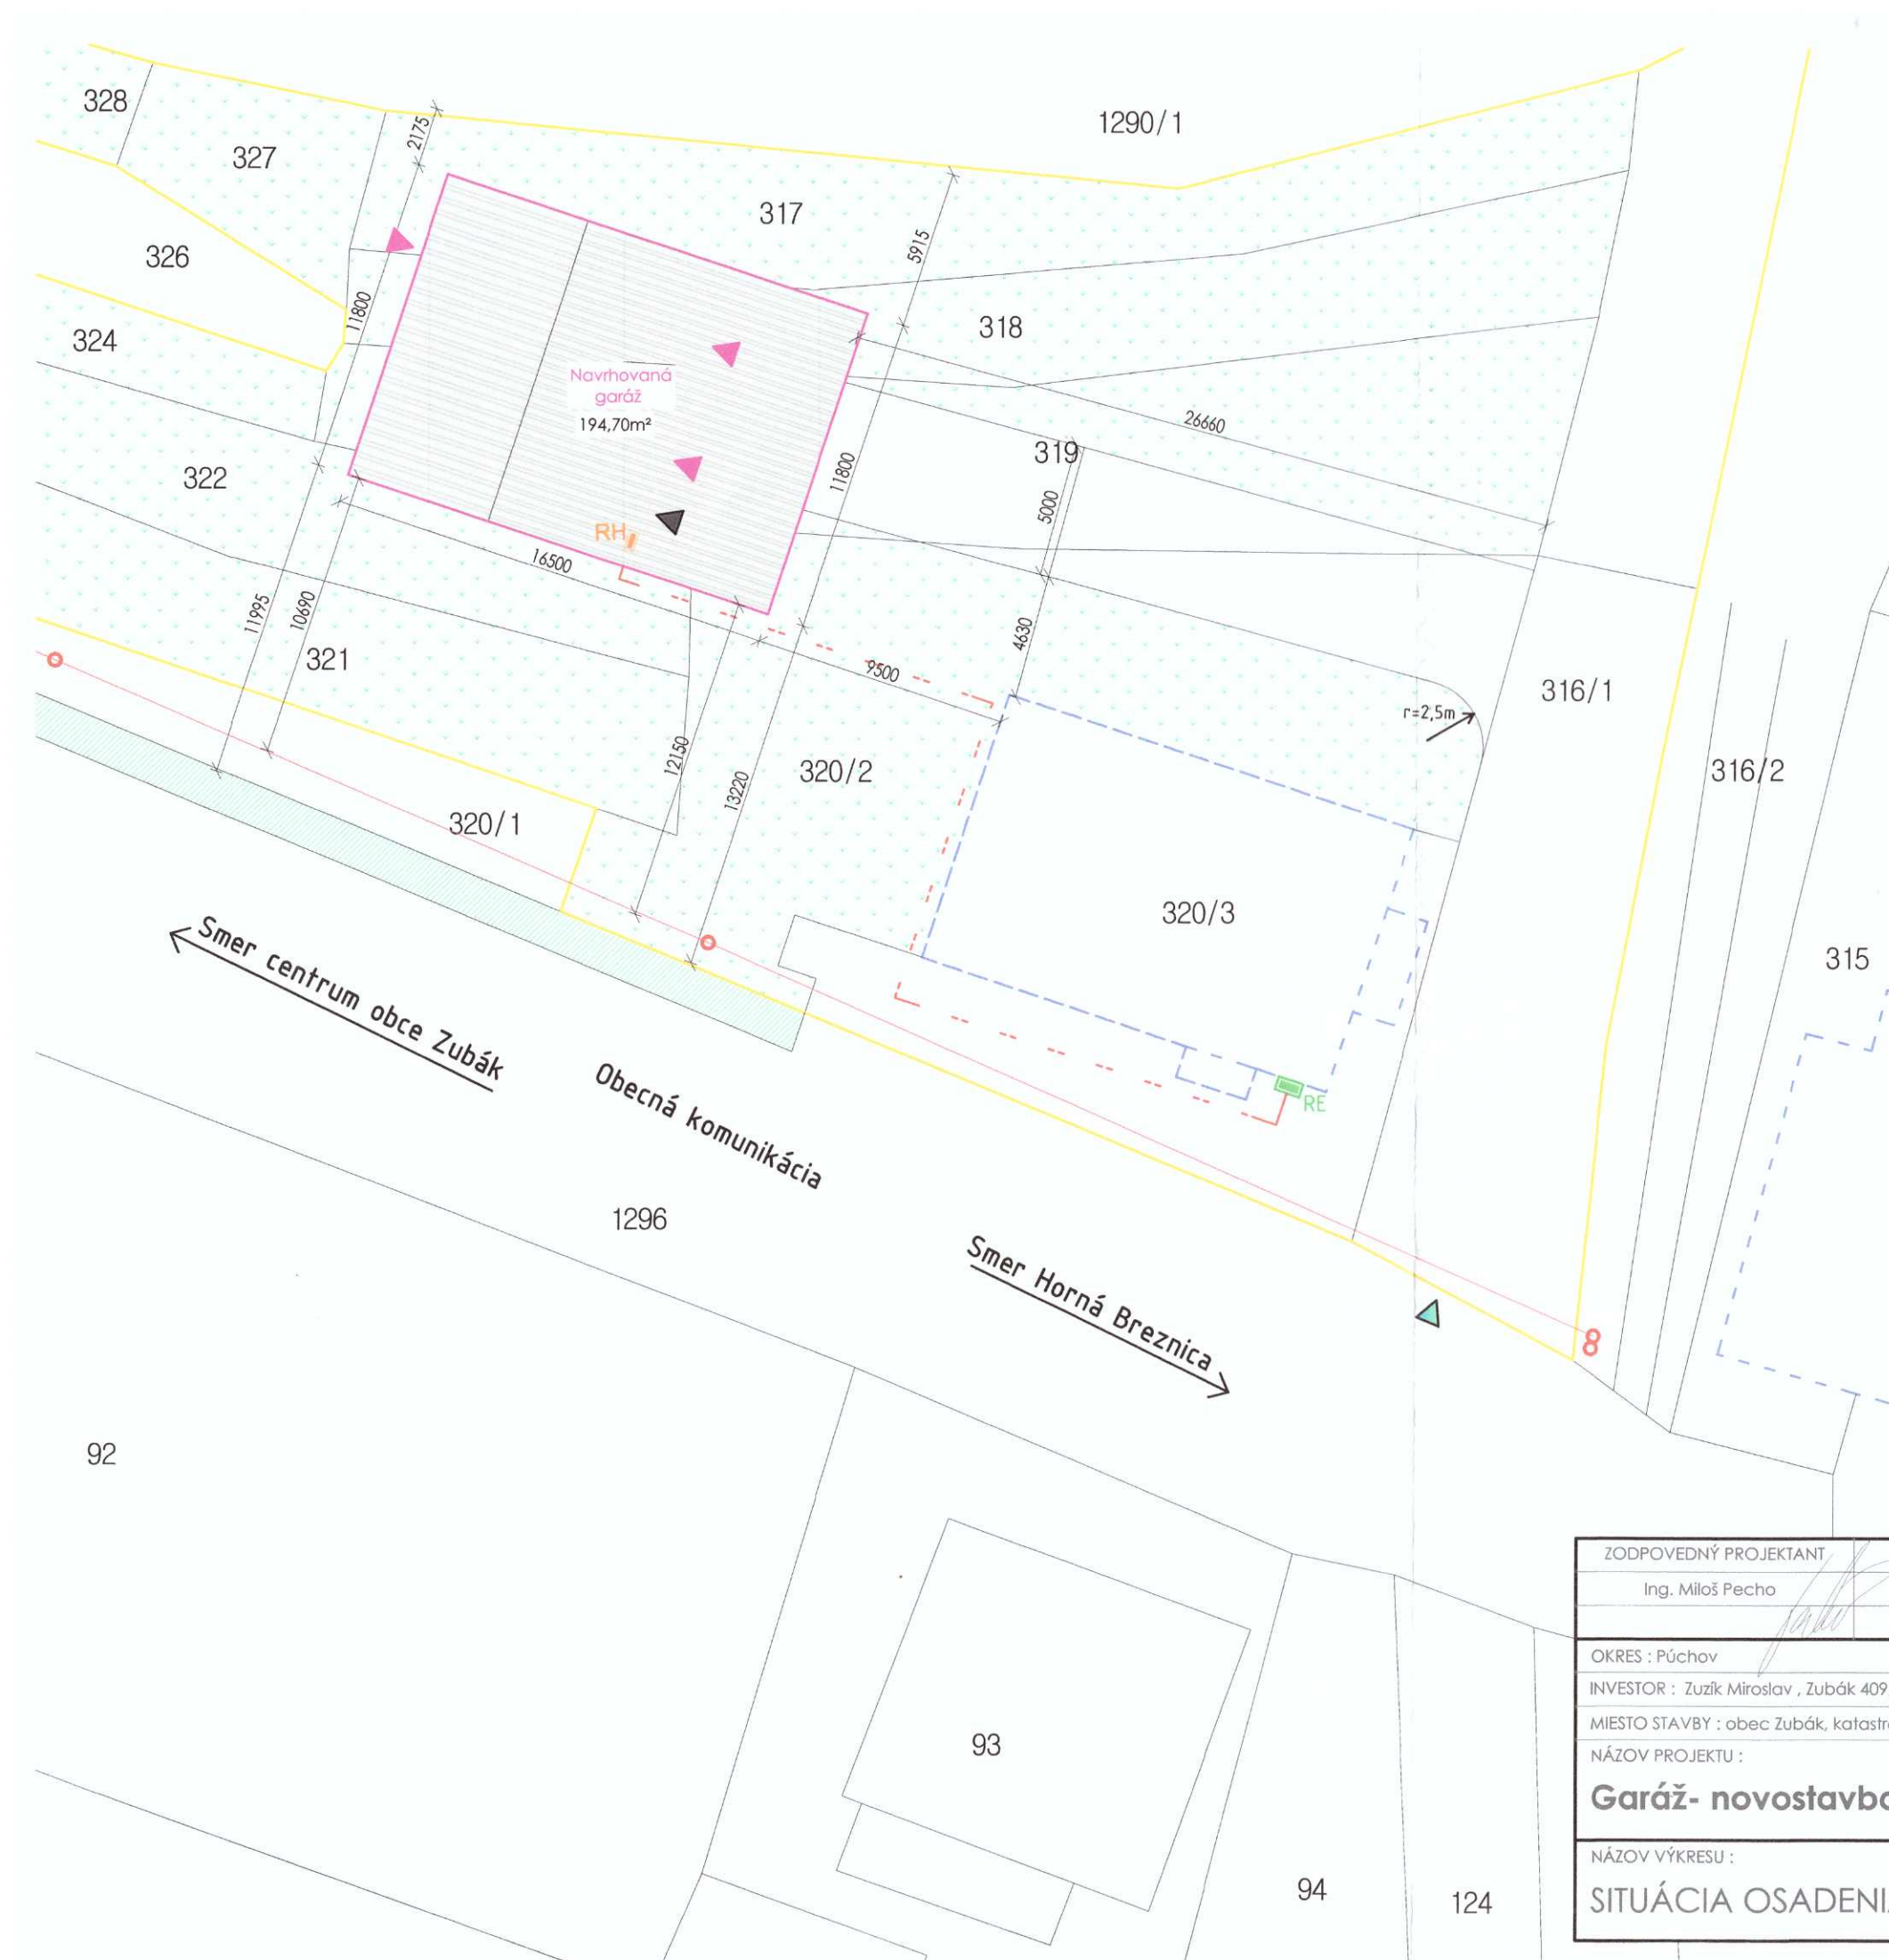 328
327
2175
1290/1
317
326
5915
11800
324
318
Navrhovaná
garáž
194,70m²
26660
319
322
11800
5000
RH
16500
11995
10690
4630
321
9500
316/1
r=2,5m
12150
13220
320/2
316/2
320/1
320/3
315
Smer centrum obce Zubák
Obecná komunikácia
RE
1296
Smer Horná Breznica
8
92
93
94
124
ZODPOVEDNÝ PROJEKTANT
Ing. Miloš Pecho
OKRES : Púchov
INVESTOR : Zuzík Miroslav , Zubák 409
MIESTO STAVBY : obec Zubák, katastr
NÁZOV PROJEKTU :
Garáž- novostavb
NÁZOV VÝKRESU :
SITUÁCIA OSADENI